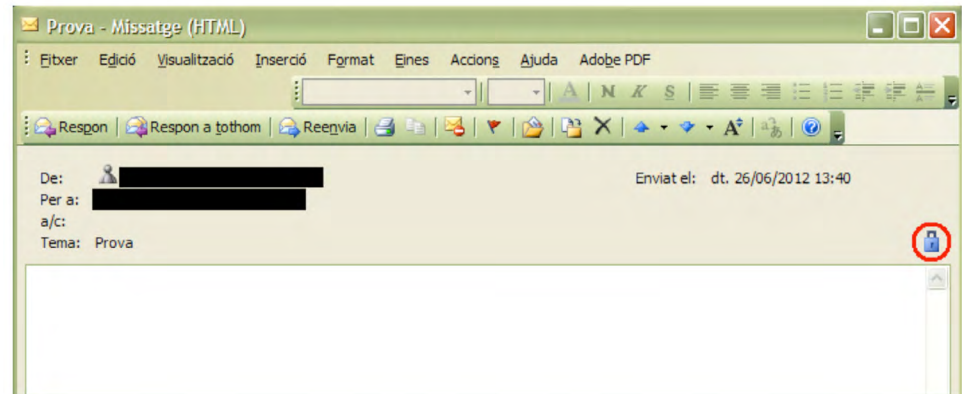 Prova - Missatge (HTML)
Fitxer Edició Visualització Inserció Format Eines Accions Ajuda Adobe PDF
A N K S
Respon Respon a tothom Reenvia A
De: Enviat el: dt. 26/06/2012 13:40
Per a:
a/c:
Tema: Prova